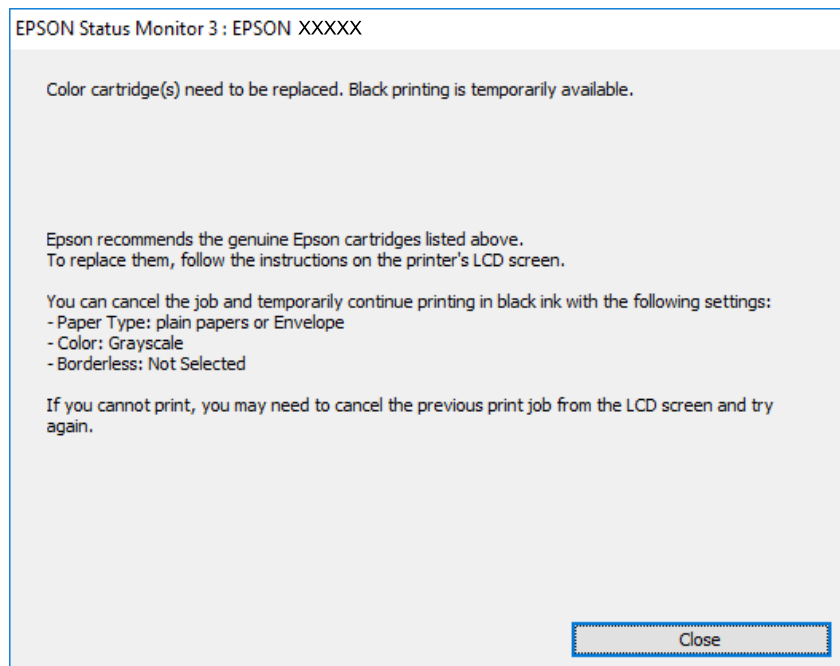 EPSON Status Monitor 3 : EPSON XXXXX
Color cartridge(s) need to be replaced. Black printing is temporarily available.
Epson recommends the genuine Epson cartridges listed above.
To replace them, follow the instructions on the printer's LCD screen.
You can cancel the job and temporarily continue printing in black ink with the following settings:
- Paper Type: plain papers or Envelope
- Color: Grayscale
- Borderless: Not Selected
If you cannot print, you may need to cancel the previous print job from the LCD screen and try
again.
Close